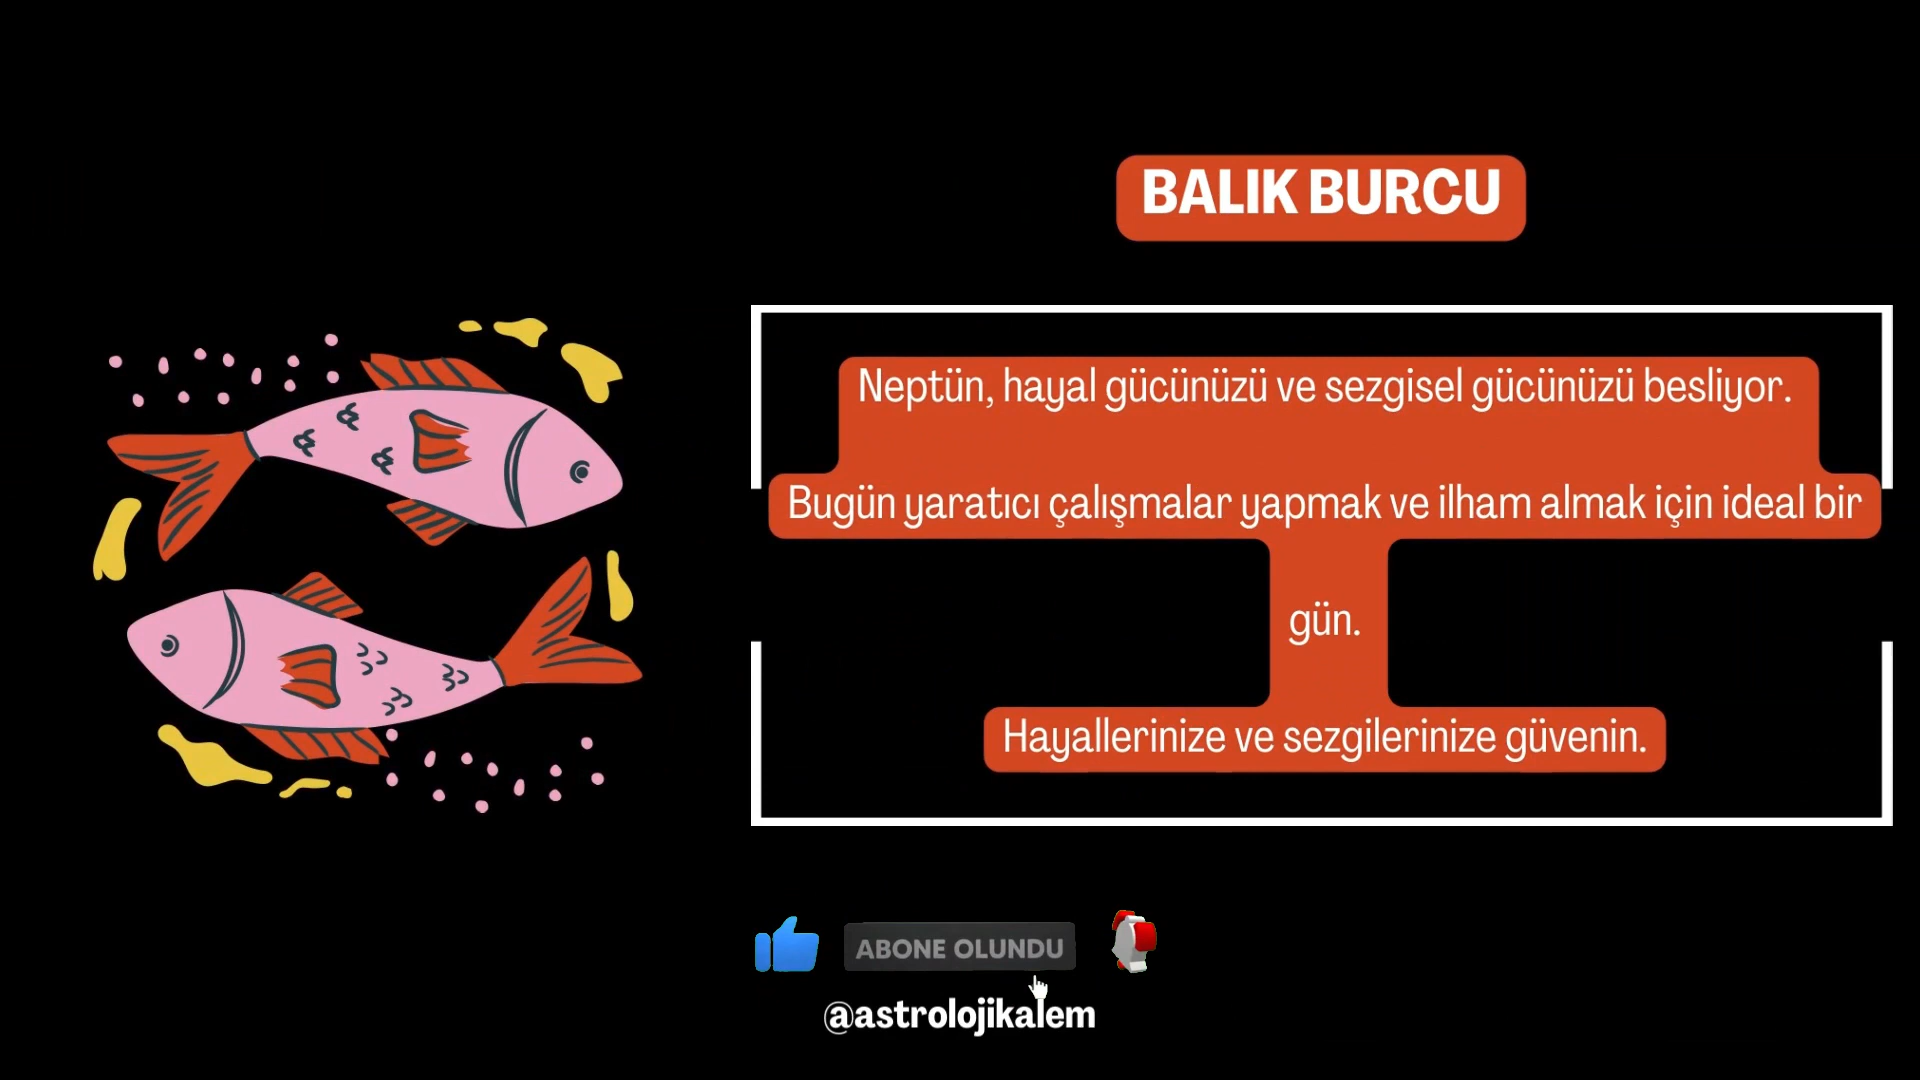 BALIK BURCU
Neptün, hayal gücünüzü ve sezgisel gücünüzü besliyor.
Bugün yaratıcı çalışmalar yapmak ve ilham almak için ideal bir
gün.
Hayallerinize ve sezgilerinize güvenin.
ABONE OLUNDU
@astrolojikalem